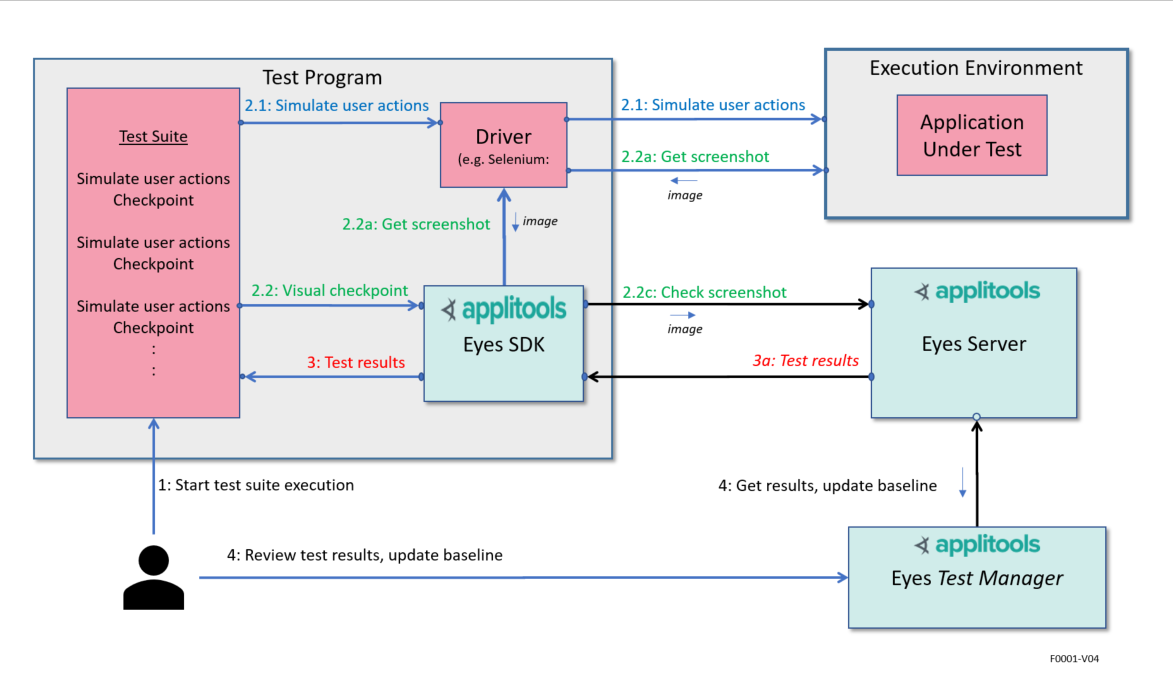 Test Program
Execution Environment
2.1: Simulate user actions
2.1: Simulate user actions
Test Suite
Simulate user actions
Checkpoint
Simulate user actions
Checkpoint
Simulate user actions
Checkpoint
:
:
Driver
(e.g. Selenium:
Application
Under Test
2.2a: Get screenshot
image
2.2a: Get screenshot
image
2.2: Visual checkpoint
applitools
Eyes SDK
2.2c: Check screenshot
image
applitools
Eyes Server
3: Test results
3a: Test results
1: Start test suite execution
4: Get results, update baseline
4: Review test results, update baseline
applitools
Eyes Test Manager
F0001-V04